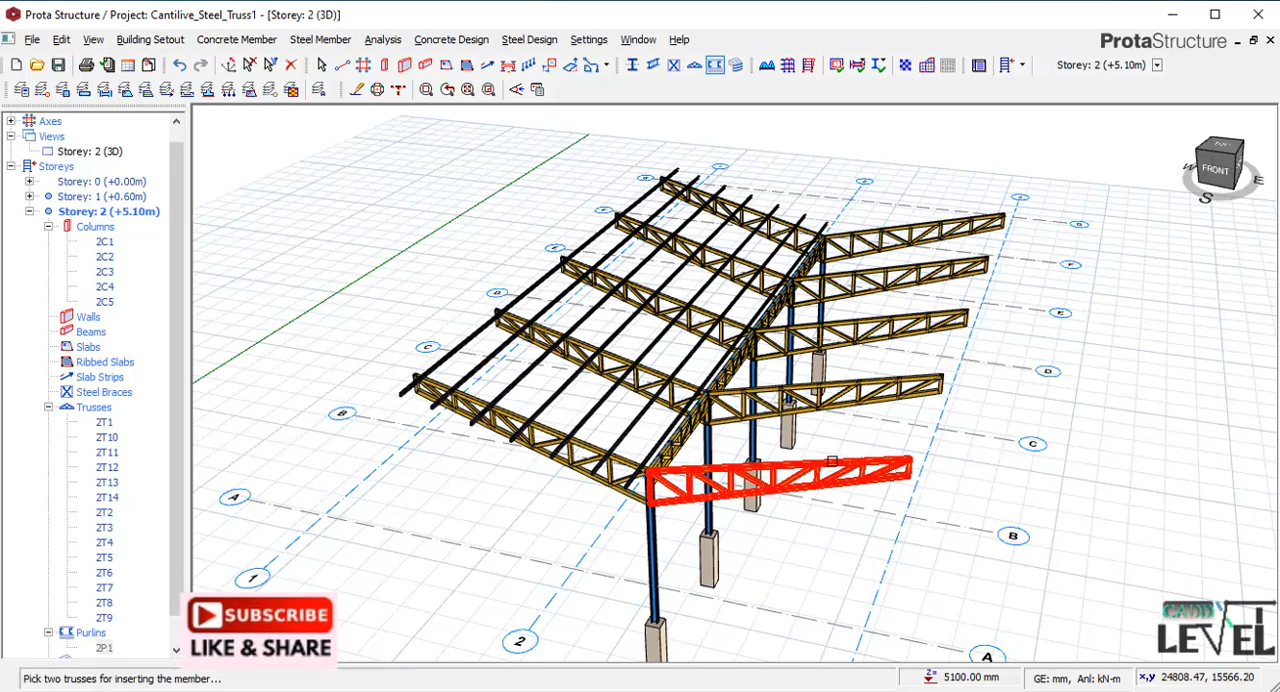 Prota Structure / Project: Cantilive_Steel_Truss1 - [Storey: 2 (3D)]
File Edit View Building Setout Concrete Member Steel Member Analysis Concrete Design Steel Design Settings Window Help
ProtaStructure
Storey: 2 (+5.10m)
Axes
Views
Storey: 2 (3D)
Storeys
Storey: 0 (+0.00m)
Storey: 1 (+0.60m)
Storey: 2 (+5.10m)
Columns
2C1
2C2
2C3
2C4
2C5
Walls
Beams
Slabs
Ribbed Slabs
Slab Strips
Steel Braces
Trusses
2T1
2T10
2T11
2T12
2T13
2T14
2T2
2T3
2T4
2T5
2T6
2T7
2T8
2T9
Purlins
2P1
FRONT
W
E
S
G
F
F
E
E
D
D
C
C
B
B
A
A
1
2
SUBSCRIBE
LIKE & SHARE
CADD
LEVEL
Pick two trusses for inserting the member...
Z= 5100.00 mm
GE: mm, Anl: kN-m
x,y 24808.47, 15566.20